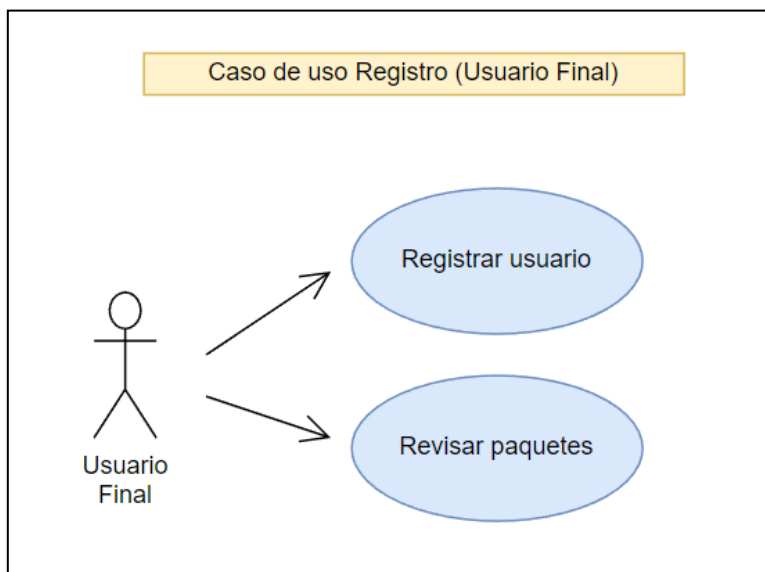 Caso de uso Registro (Usuario Final)
Registrar usuario
Revisar paquetes
Usuario
Final